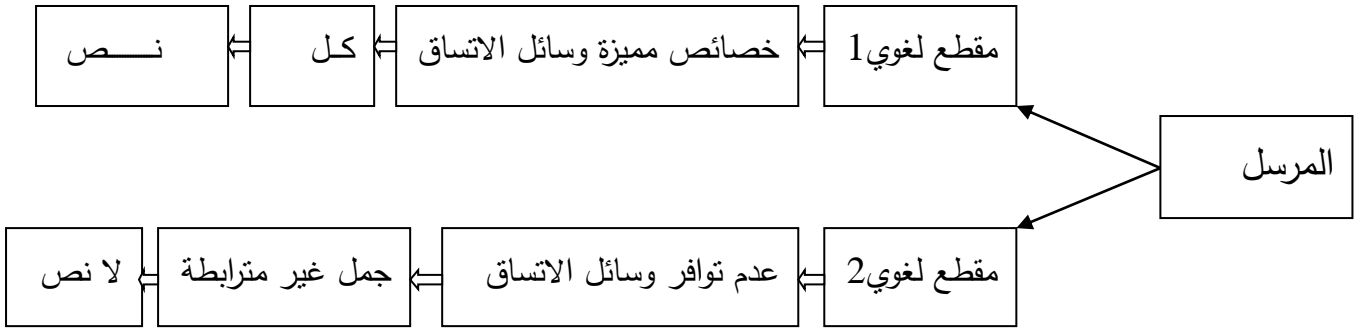 المرسل
مقطع لغوي1
خصائص مميزة وسائل الاتساق
كـل
نـــــص
مقطع لغوي2
عدم توافر وسائل الاتساق
جمل غير مترابطة
لا نص